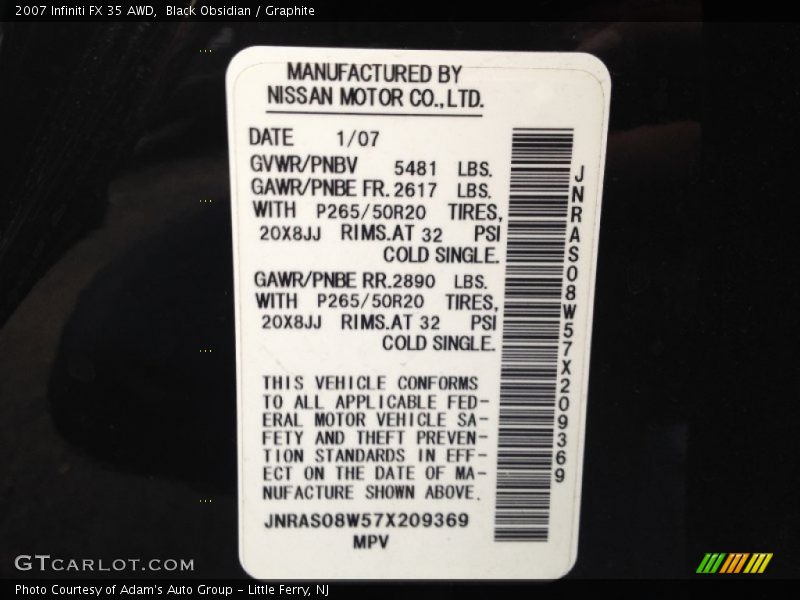 2007 Infiniti FX 35 AWD,  Black Obsidian / Graphite
MANUFACTURED BY
NISSAN MOTOR CO.,LTD.
DATE 1/07
GVWR/PNBV 5481 LBS.
GAWR/PNBE FR.2617 LBS.
WITH P265/50R20 TIRES,
20X8JJ RIMS.AT 32 PSI
COLD SINGLE.
GAWR/PNBE RR.2890 LBS.
WITH P265/50R20 TIRES,
20X8JJ RIMS.AT 32 PSI
COLD SINGLE.
THIS VEHICLE CONFORMS
TO ALL APPLICABLE FED-
ERAL MOTOR VEHICLE SA-
FETY AND THEFT PREVEN-
TION STANDARDS IN EFF-
ECT ON THE DATE OF MA-
NUFACTURE SHOWN ABOVE.
JNRAS08W57X209369
MPV
JNRAS08W57X209369
GTcarlot.com
Photo Courtesy of Adam's Auto Group - Little Ferry, NJ